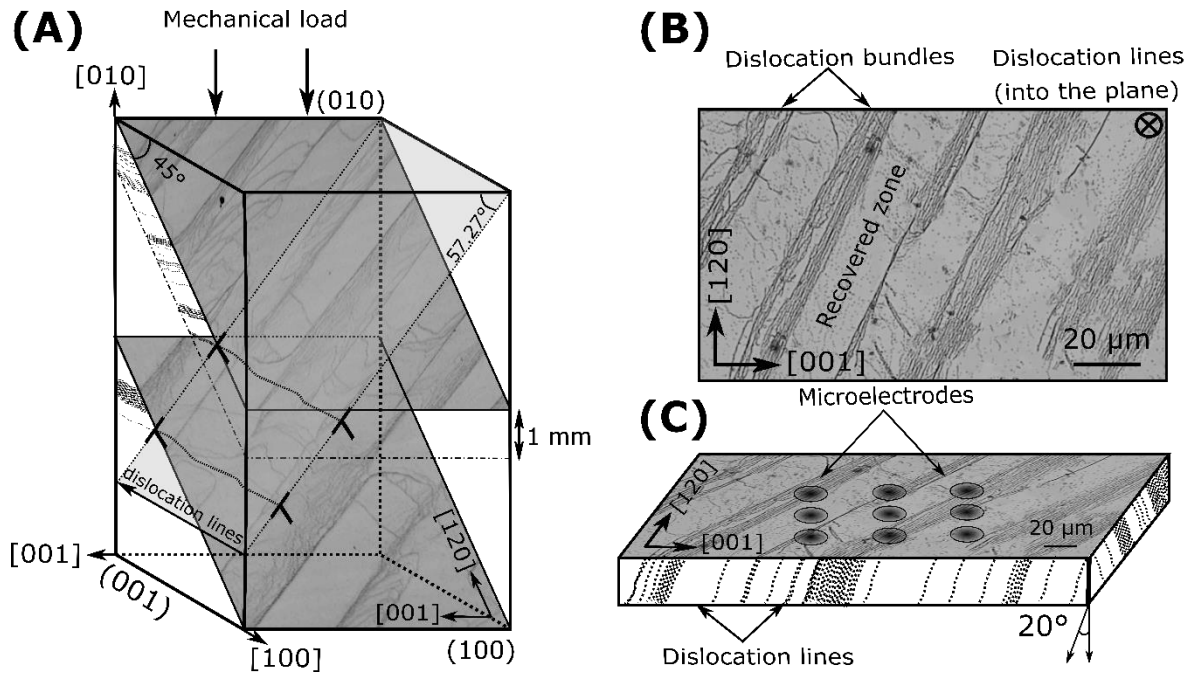 (A)
Mechanical load
[010]
(010)
45°
57.27°
1 mm
dislocation lines
[001]
(001)
[100]
[120]
[001]
(100)
(B)
Dislocation bundles
Dislocation lines
(into the plane)
Recovered zone
[120]
[001]
20 µm
(C)
Microelectrodes
[120]
[001]
20 µm
20°
Dislocation lines